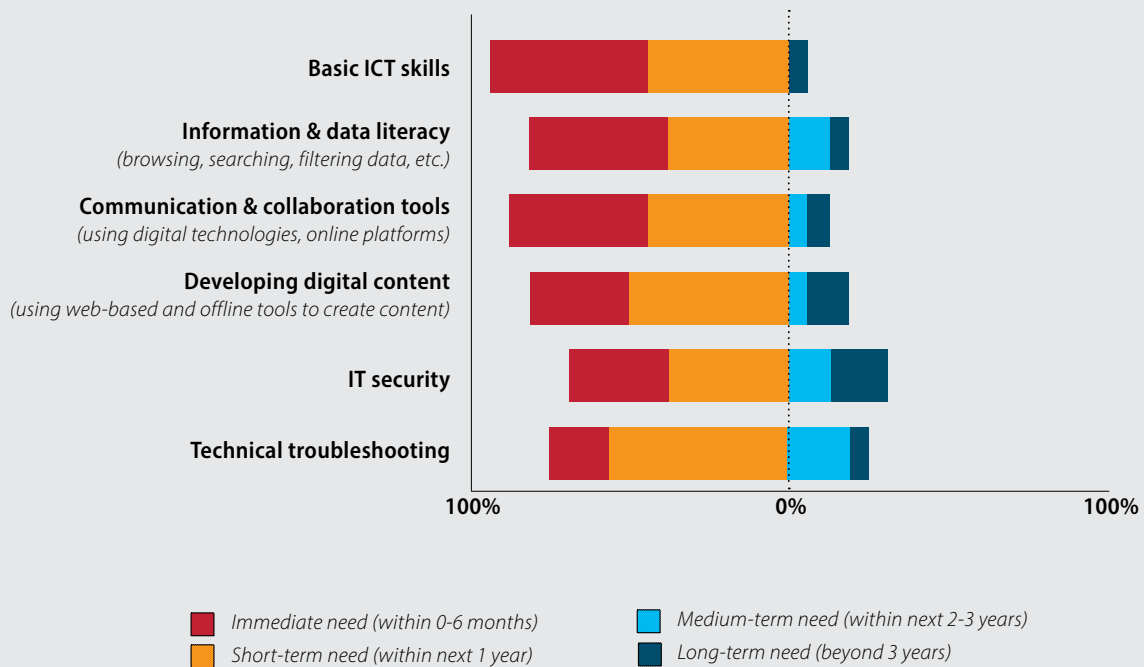 Basic ICT skills
Information & data literacy
(browsing, searching, filtering data, etc.)
Communication & collaboration tools
(using digital technologies, online platforms)
Developing digital content
(using web-based and offline tools to create content)
IT security
Technical troubleshooting
100%
0%
100%
Immediate need (within 0-6 months)
Short-term need (within next 1 year)
Medium-term need (within next 2-3 years)
Long-term need (beyond 3 years)